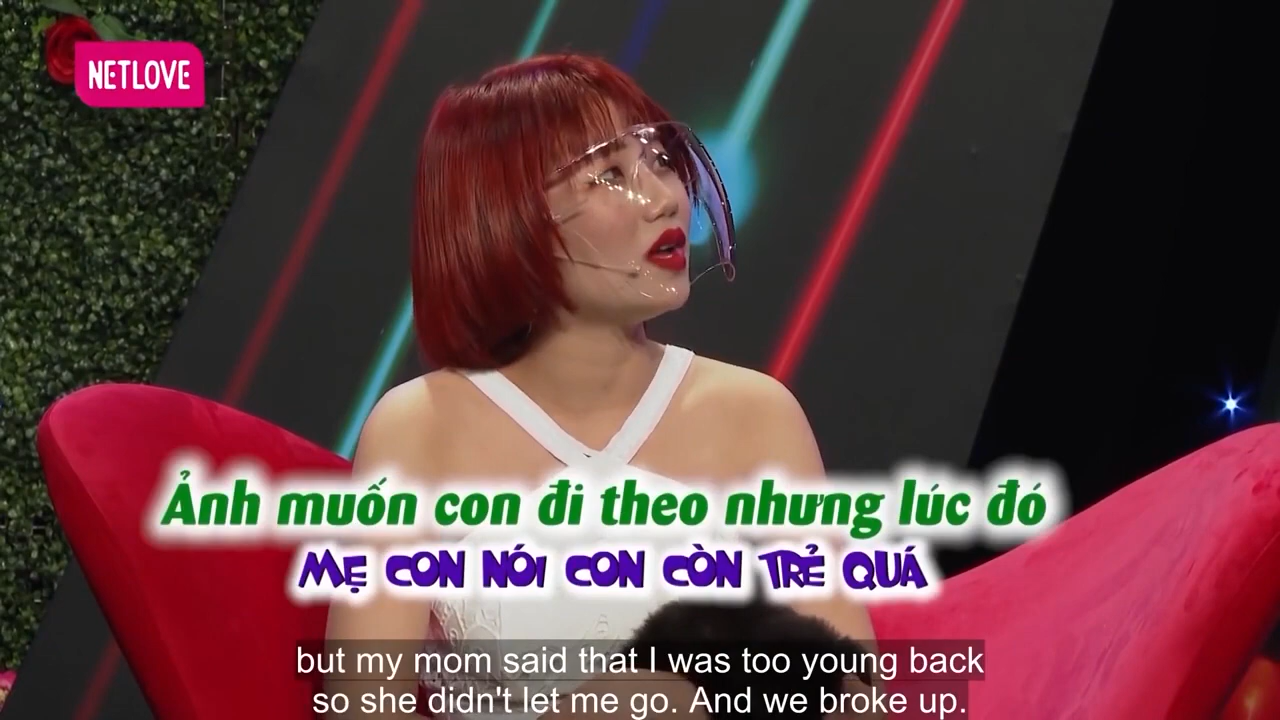 NETLOVE
Ảnh muốn con đi theo nhưng lúc đó
MẸ CON NÓI CON CÒN TRẺ QUÁ
but my mom said that I was too young back
so she didn't let me go. And we broke up.